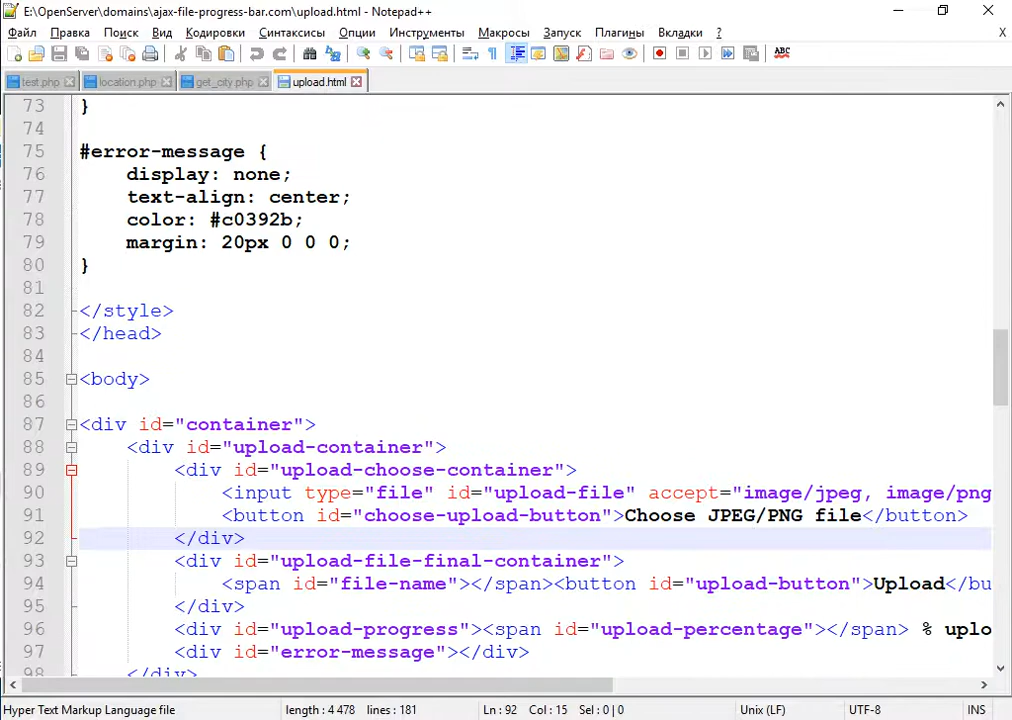 E:\OpenServer\domains\ajax-file-progress-bar.com\upload.html - Notepad++
Файл Правка Поиск Вид Кодировки Синтаксисы Опции Инструменты Макросы Запуск Плагины Вкладки ? X
ABC
test.php location.php get_city.php upload.html
73 }
74
75 #error-message {
76 display: none;
77 text-align: center;
78 color: #c0392b;
79 margin: 20px 0 0 0;
80 }
81
82 </style>
83 </head>
84
85 <body>
86
87 <div id="container">
88 <div id="upload-container">
89 <div id="upload-choose-container">
90 <input type="file" id="upload-file" accept="image/jpeg, image/png
91 <button id="choose-upload-button">Choose JPEG/PNG file</button>
92 </div>
93 <div id="upload-file-final-container">
94 <span id="file-name"></span><button id="upload-button">Upload</bu
95 </div>
96 <div id="upload-progress"><span id="upload-percentage"></span> % uplo
97 <div id="error-message"></div>
98 </div>
Hyper Text Markup Language file length : 4 478 lines : 181 Ln : 92 Col : 15 Sel : 0 | 0 Unix (LF) UTF-8 INS